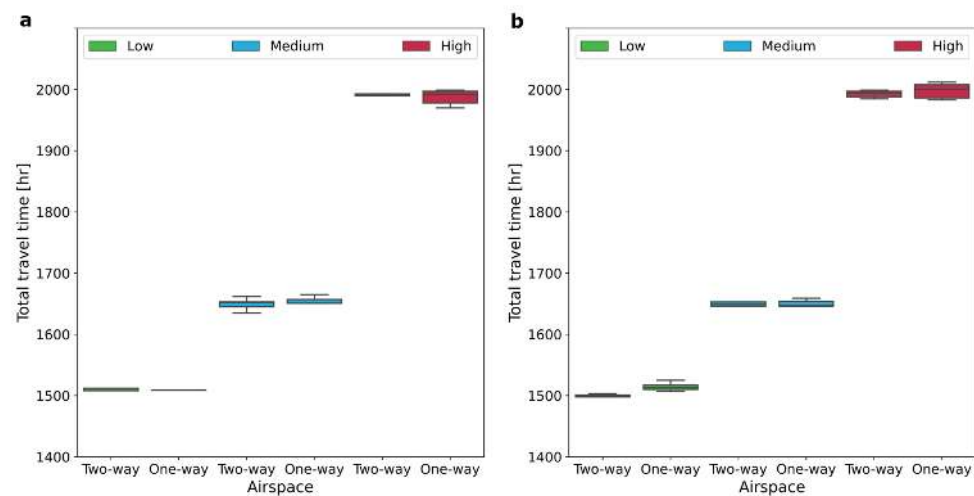 a
Low Medium High
2000
1900
1800
1700
1600
1500
1400
Total travel time [hr]
Two-way One-way Two-way One-way Two-way One-way
Airspace
b
Low Medium High
2000
1900
1800
1700
1600
1500
1400
Total travel time [hr]
Two-way One-way Two-way One-way Two-way One-way
Airspace